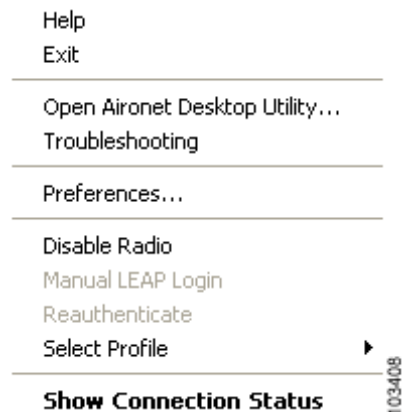 Help
Exit
Open Aironet Desktop Utility...
Troubleshooting
Preferences...
Disable Radio
Manual LEAP Login
Reauthenticate
Select Profile
Show Connection Status
103408